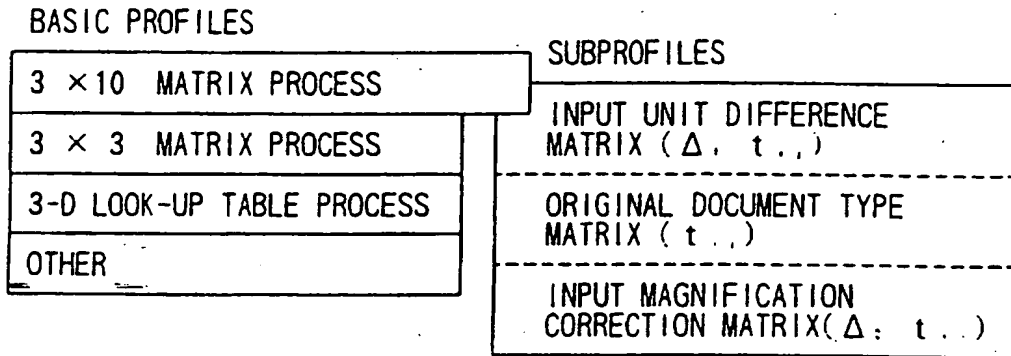 BASIC PROFILES
3 ×10 MATRIX PROCESS
3 × 3 MATRIX PROCESS
3-D LOOK-UP TABLE PROCESS
OTHER
SUBPROFILES
INPUT UNIT DIFFERENCE
MATRIX (Δ, t . ,)
ORIGINAL DOCUMENT TYPE
MATRIX ( t . ,)
INPUT MAGNIFICATION
CORRECTION MATRIX(Δ: t . .)